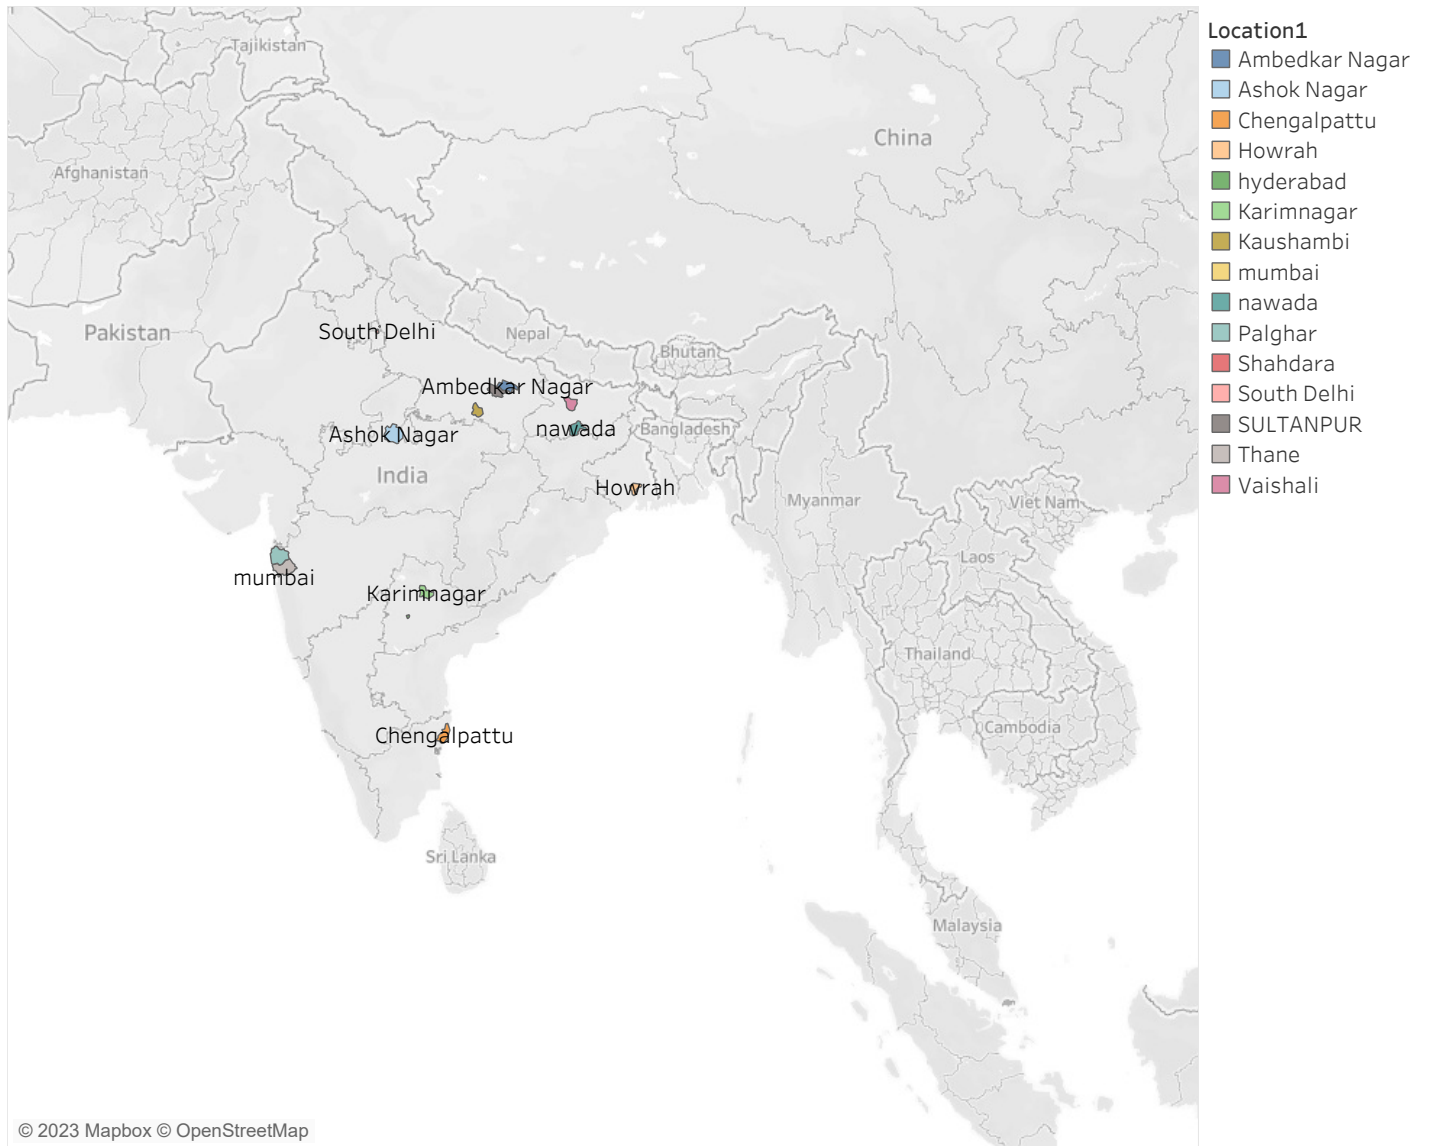 Tajikistan
Afghanistan
China
Pakistan
South Delhi
Nepal
Bhutan
Ambedkar Nagar
Ashok Nagar
nawada
Bangladesh
India
Howrah
Myanmar
Viet Nam
Laos
mumbai
Karimnagar
Thailand
Chengalpattu
Cambodia
Sri Lanka
Malaysia
© 2023 Mapbox © OpenStreetMap
Location1
Ambedkar Nagar
Ashok Nagar
Chengalpattu
Howrah
hyderabad
Karimnagar
Kaushambi
mumbai
nawada
Palghar
Shahdara
South Delhi
SULTANPUR
Thane
Vaishali